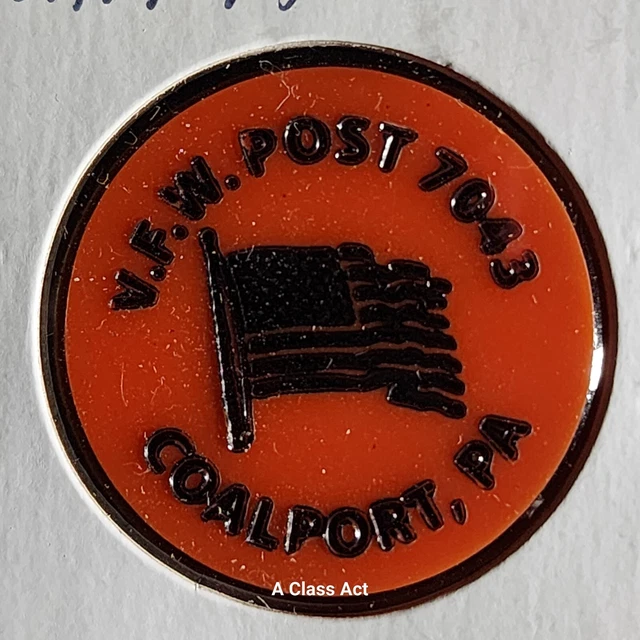 V.F.W. POST 7043
COALPORT, PA
A Class Act